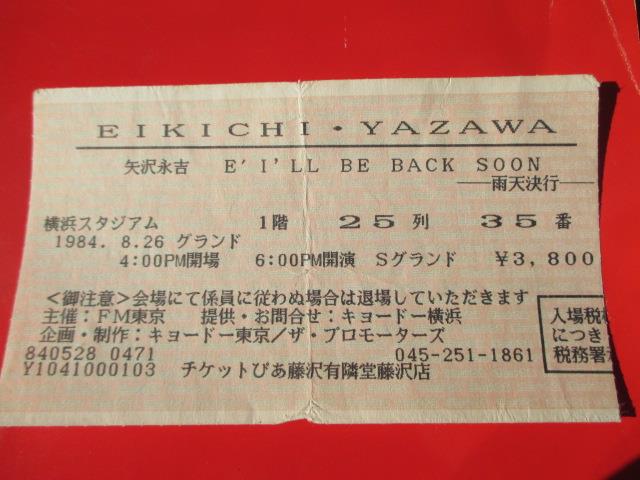 EIKICHI・YAZAWA
矢沢永吉 E' I'LL BE BACK SOON
──雨天決行──
横浜スタジアム 1階 25列 35番
1984. 8.26 グランド
4:00PM開場 6:00PM開演 Sグランド ¥3,800
<御注意>会場にて係員に従わぬ場合は退場していただきます
主催：FM東京 提供・お問合せ：キョードー横浜
企画・制作：キョードー東京／ザ・プロモーターズ
840528 0471 045-251-1861
Y1041000103 チケットぴあ藤沢有隣堂藤沢店
入場税
につき
税務署